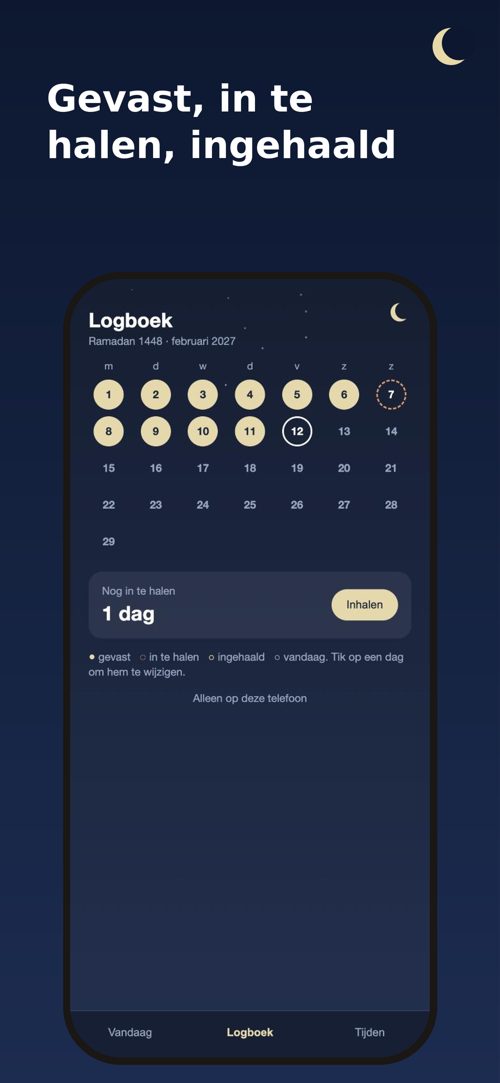 Gevast, in te
halen, ingehaald
Logboek
Ramadan 1448 · februari 2027
m d w d v z z
1 2 3 4 5 6 7
8 9 10 11 12 13 14
15 16 17 18 19 20 21
22 23 24 25 26 27 28
29
Nog in te halen
1 dag
Inhalen
gevast in te halen ingehaald vandaag. Tik op een dag
om hem te wijzigen.
Alleen op deze telefoon
Vandaag Logboek Tijden